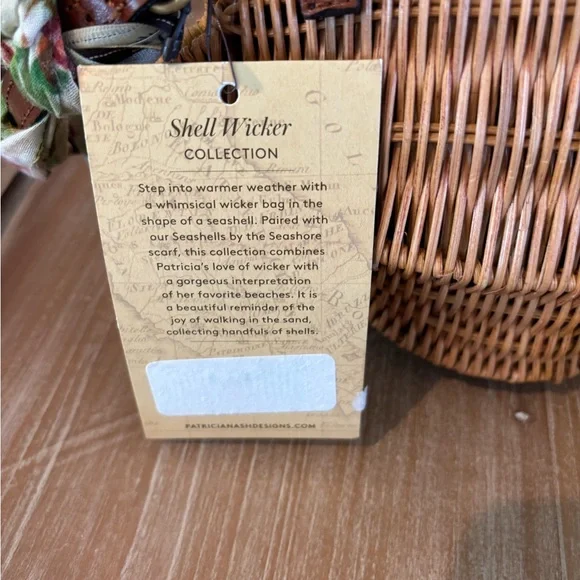 Shell Wicker
COLLECTION
Step into warmer weather with
a whimsical wicker bag in the
shape of a seashell. Paired with
our Seashells by the Seashore
scarf, this collection combines
Patricia's love of wicker with
a gorgeous interpretation
of her favorite beaches. It is
a beautiful reminder of the
joy of walking in the sand,
collecting handfuls of shells.
PATRICIANASHDESIGNS.COM